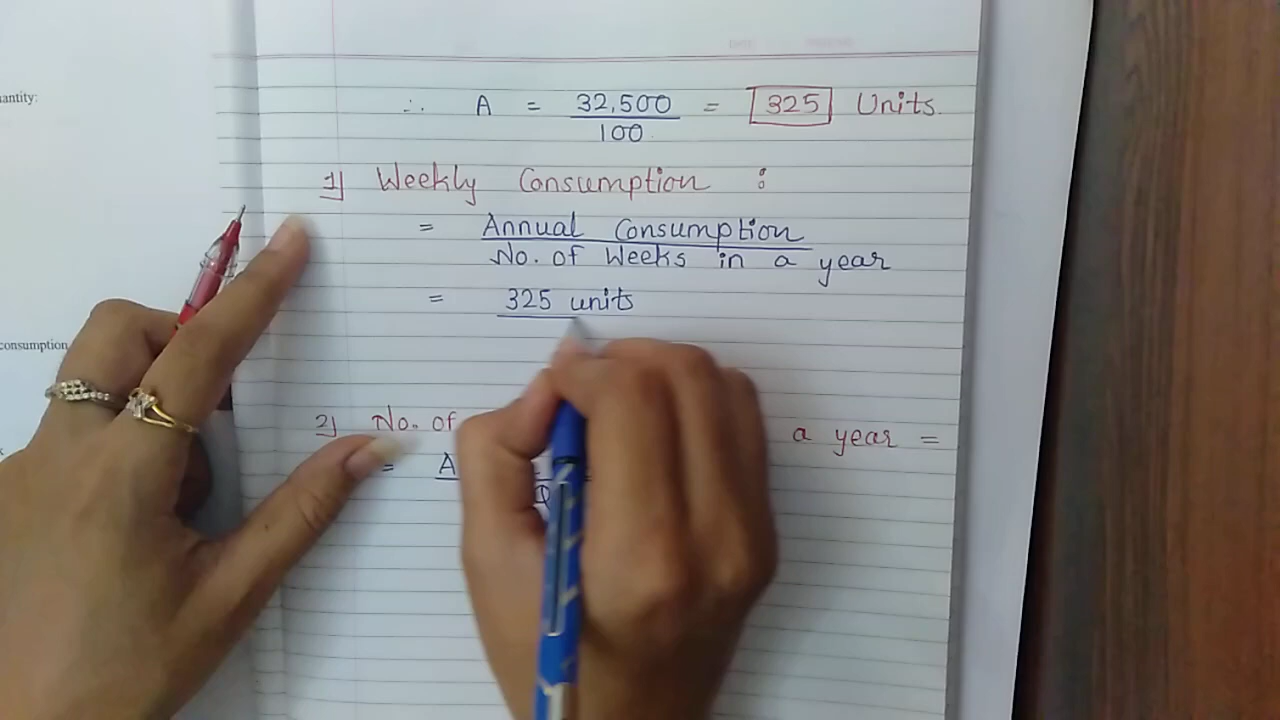 ∴ A = 32,500 / 100 = 325 Units.
1) Weekly Consumption :
= Annual Consumption
No. of Weeks in a year
= 325 units
2) No. of a year =
= A
antity:
consumption